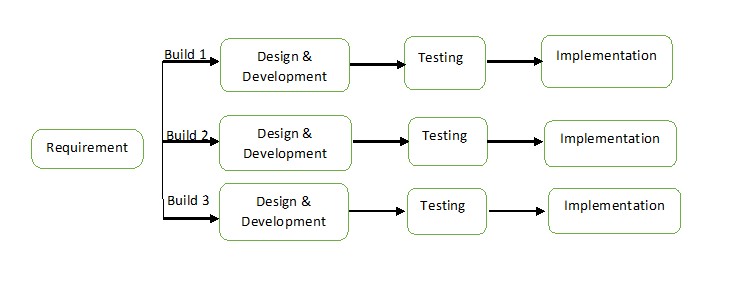 Build 1
Design &
Development
Testing
Implementation
Requirement
Build 2
Design &
Development
Testing
Implementation
Build 3
Design &
Development
Testing
Implementation